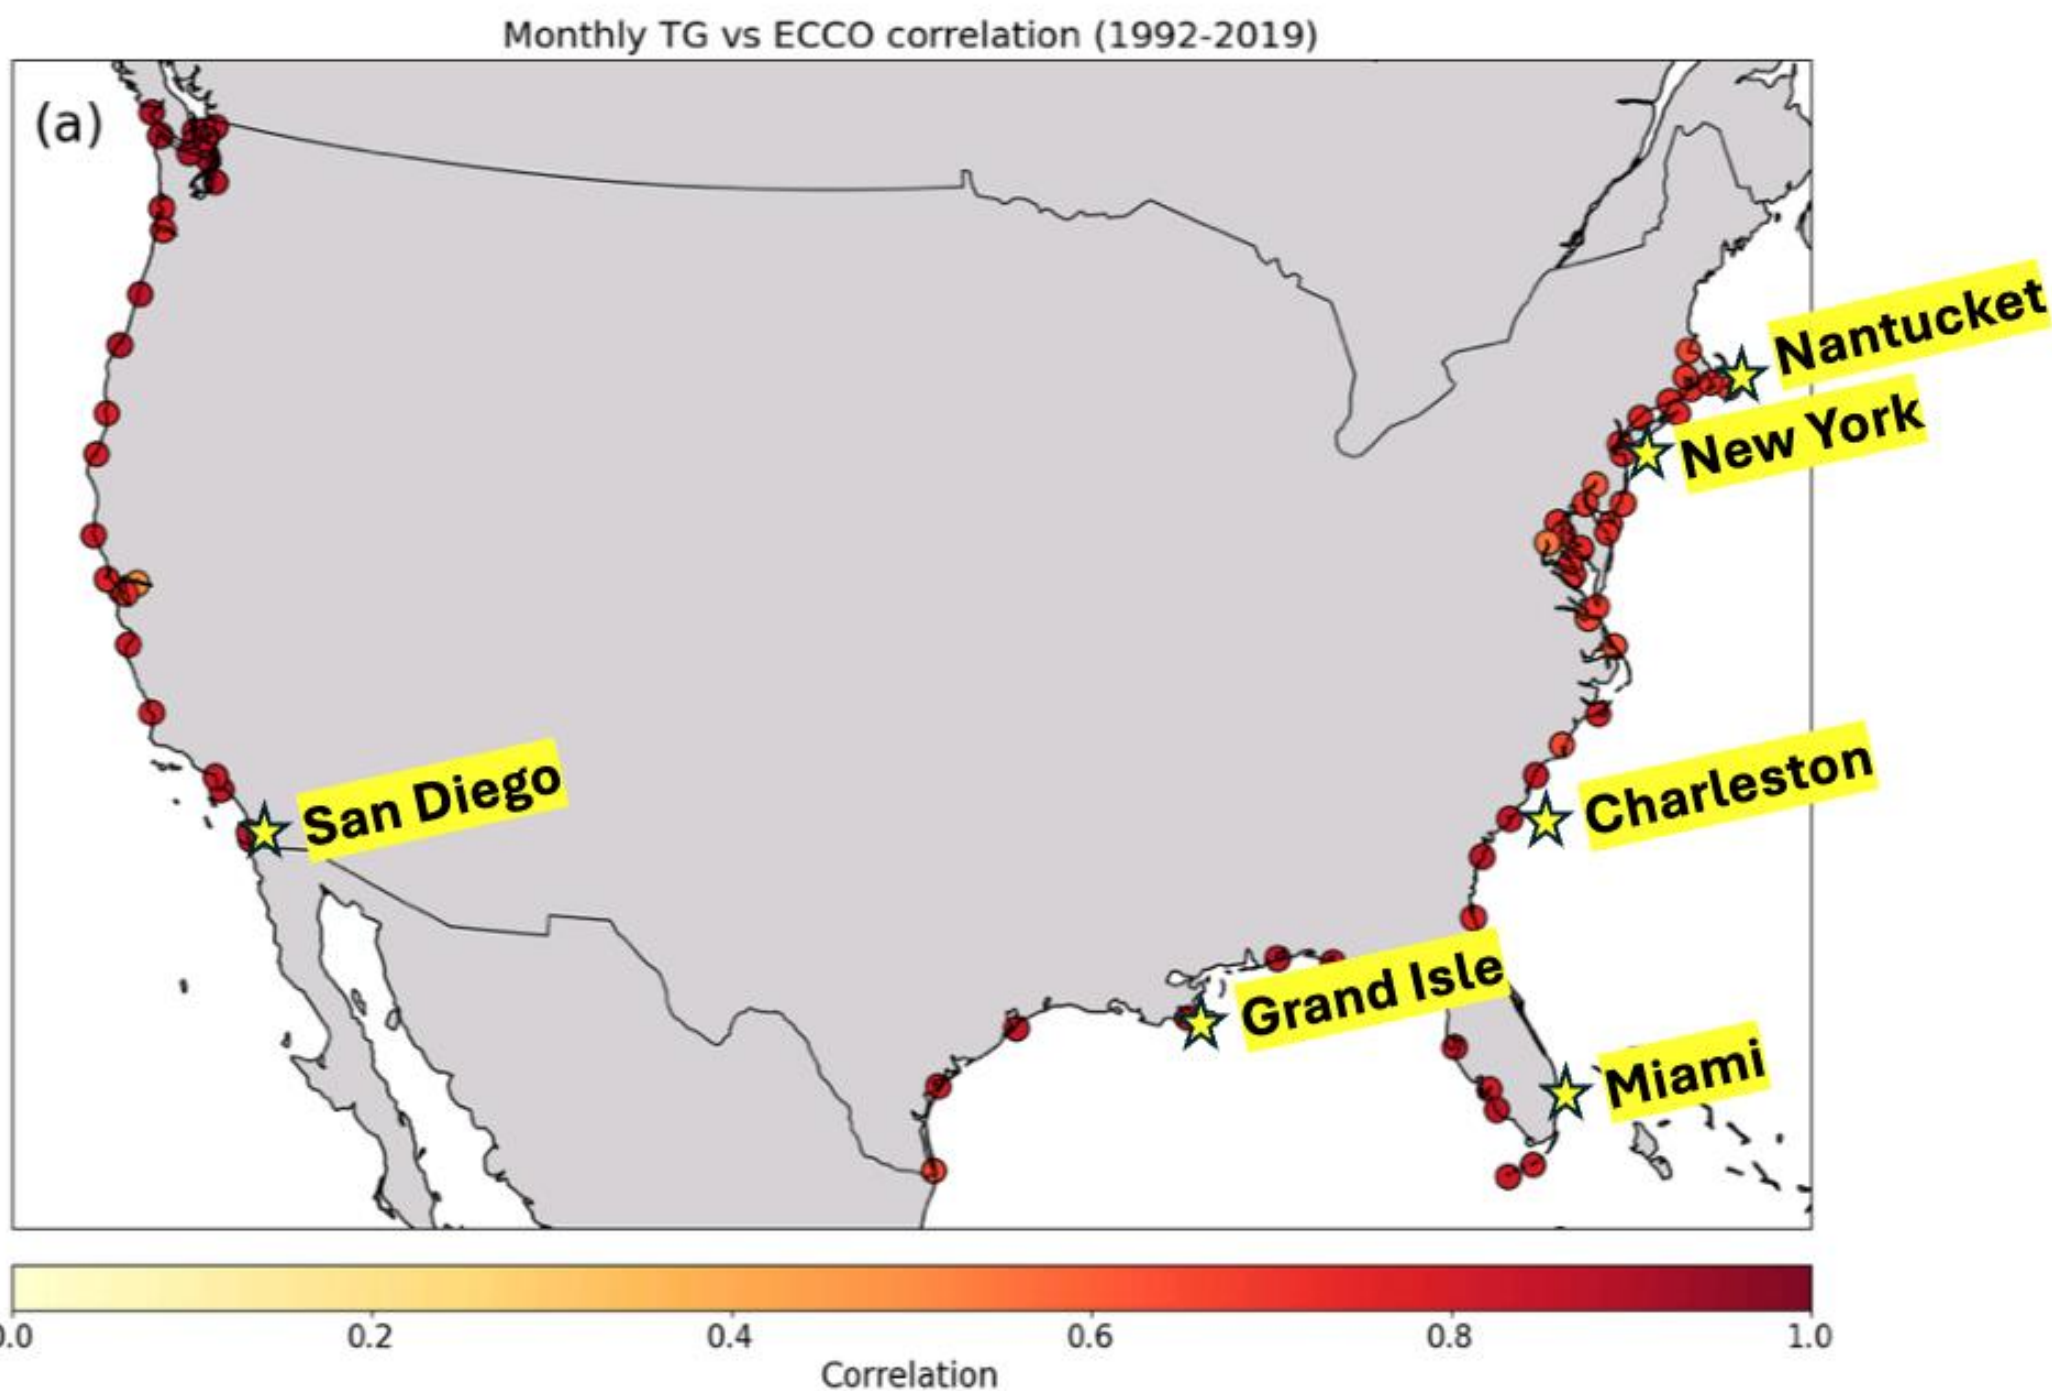 Monthly TG vs ECCO correlation (1992-2019)
(a)
Nantucket
New York
San Diego
Charleston
Grand Isle
Miami
0.0 0.2 0.4 0.6 0.8 1.0
Correlation